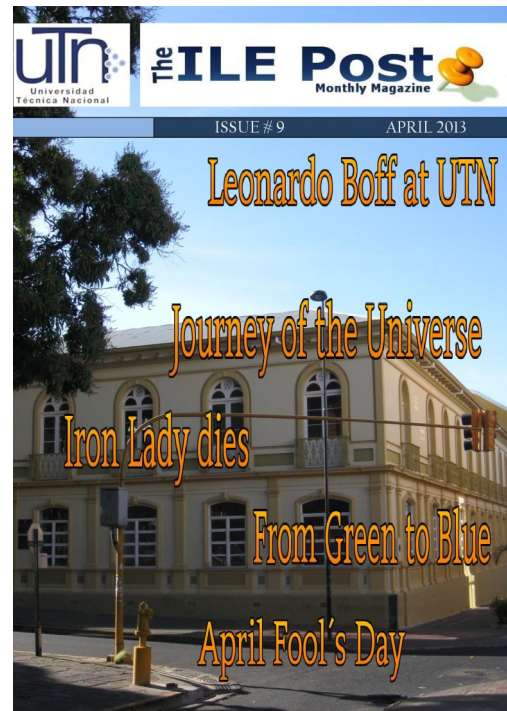 UTN
Universidad
Técnica Nacional
The ILE Post
Monthly Magazine
ISSUE # 9 APRIL 2013
Leonardo Boff at UTN
Journey of the Universe
Iron Lady dies
From Green to Blue
April Fool´s Day